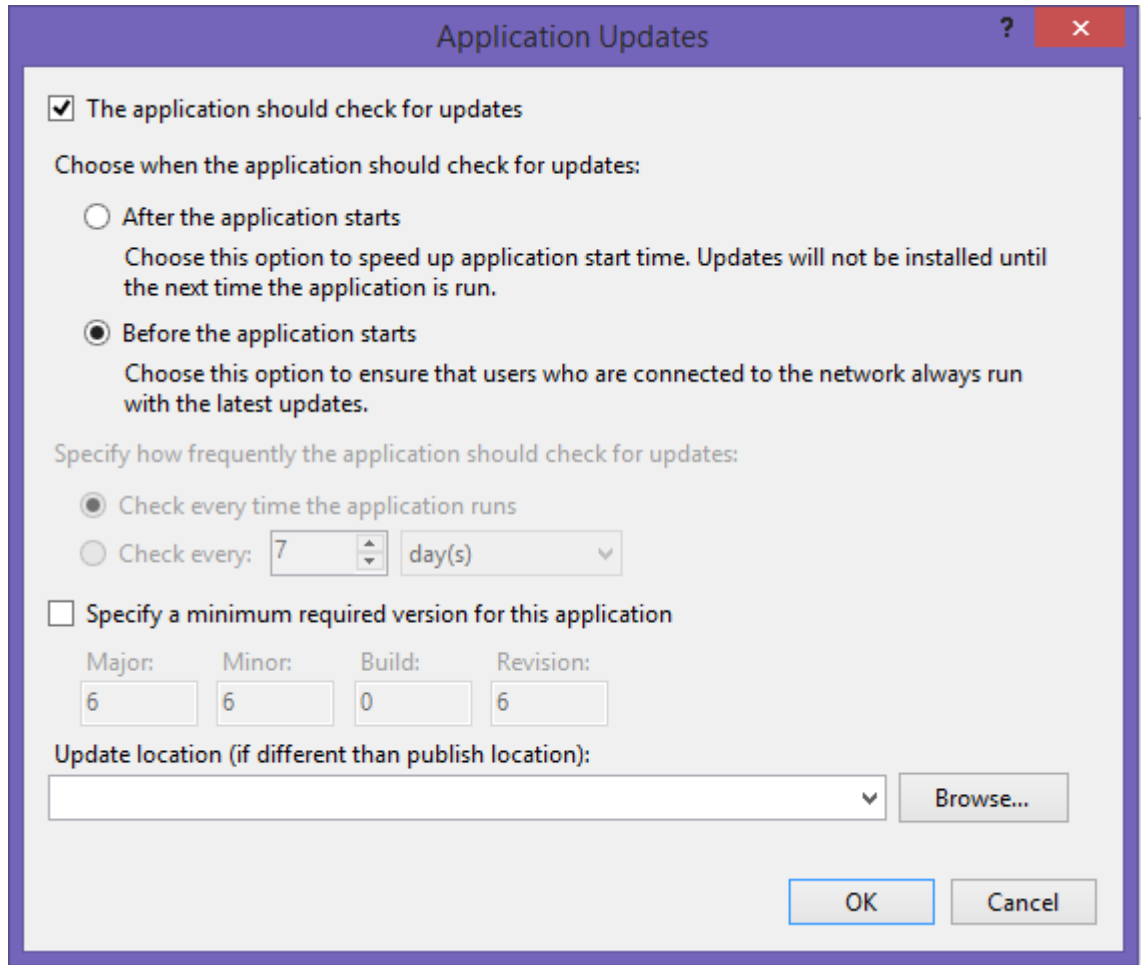 Application Updates
?
The application should check for updates
Choose when the application should check for updates:
After the application starts
Choose this option to speed up application start time. Updates will not be installed until
the next time the application is run.
Before the application starts
Choose this option to ensure that users who are connected to the network always run
with the latest updates.
Specify how frequently the application should check for updates:
Check every time the application runs
Check every: 7 day(s)
Specify a minimum required version for this application
Major: Minor: Build: Revision:
6 6 0 6
Update location (if different than publish location):
Browse...
OK Cancel